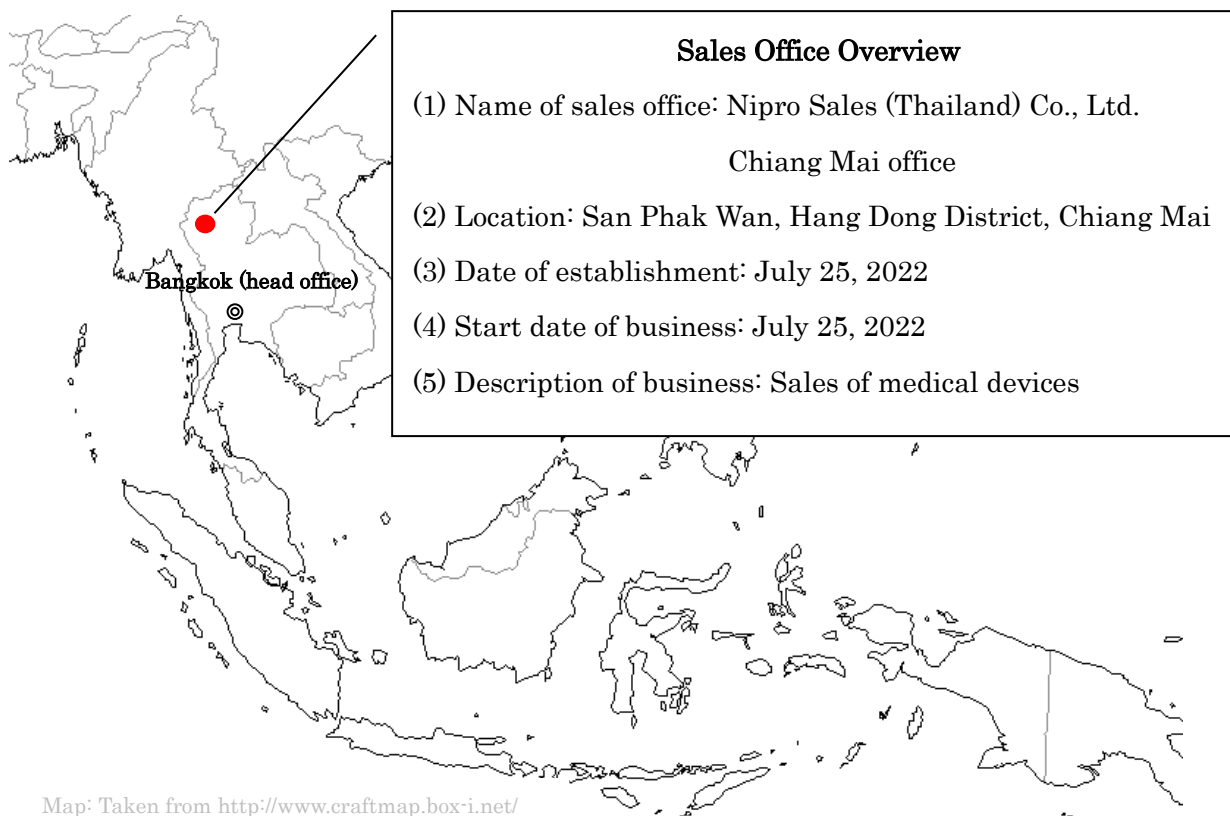 Sales Office Overview
(1) Name of sales office: Nipro Sales (Thailand) Co., Ltd.
Chiang Mai office
(2) Location: San Phak Wan, Hang Dong District, Chiang Mai
(3) Date of establishment: July 25, 2022
(4) Start date of business: July 25, 2022
(5) Description of business: Sales of medical devices
Bangkok (head office)
Map: Taken from http://www.craftmap.box-i.net/